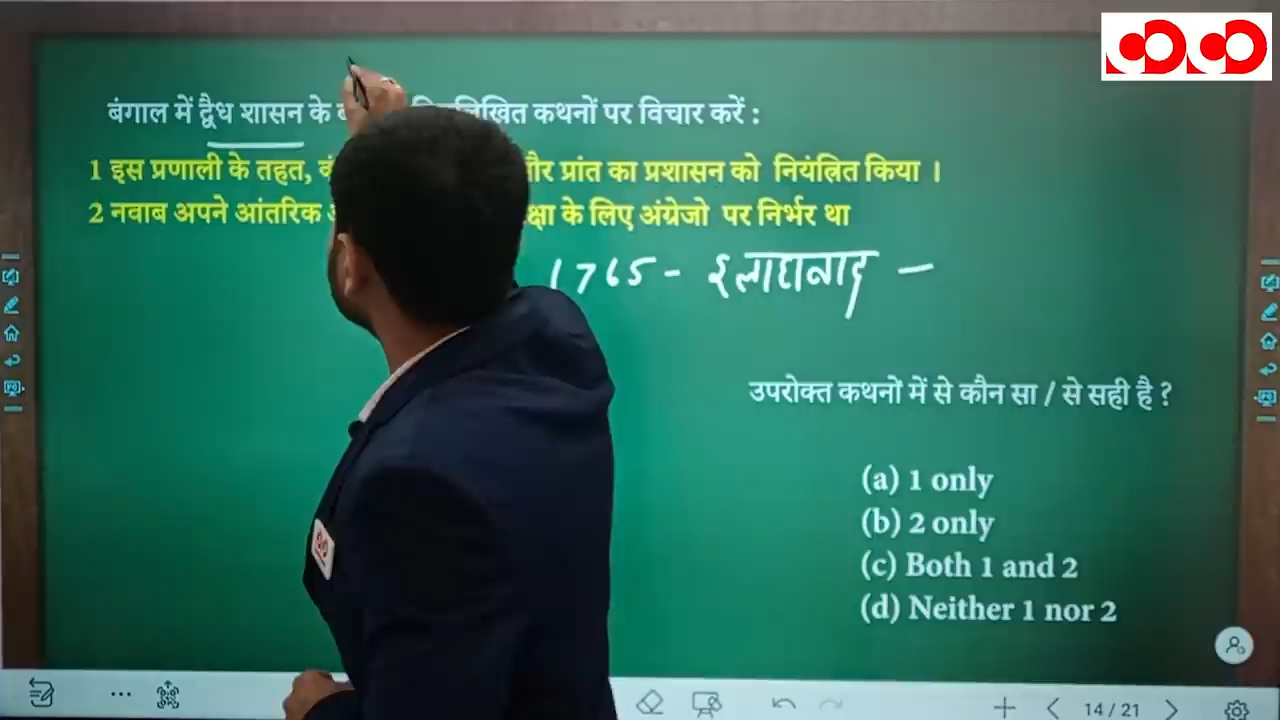 बंगाल में द्वैध शासन के कथनों पर विचार करें :
1 इस प्रणाली के तहत, और प्रांत का प्रशासन को नियंत्रित किया ।
2 नवाब अपने आंतरिक के लिए अंग्रेजो पर निर्भर था
1765 - इलाहाबाद —
उपरोक्त कथनों में से कौन सा / से सही है ?
(a) 1 only
(b) 2 only
(c) Both 1 and 2
(d) Neither 1 nor 2
14 / 21